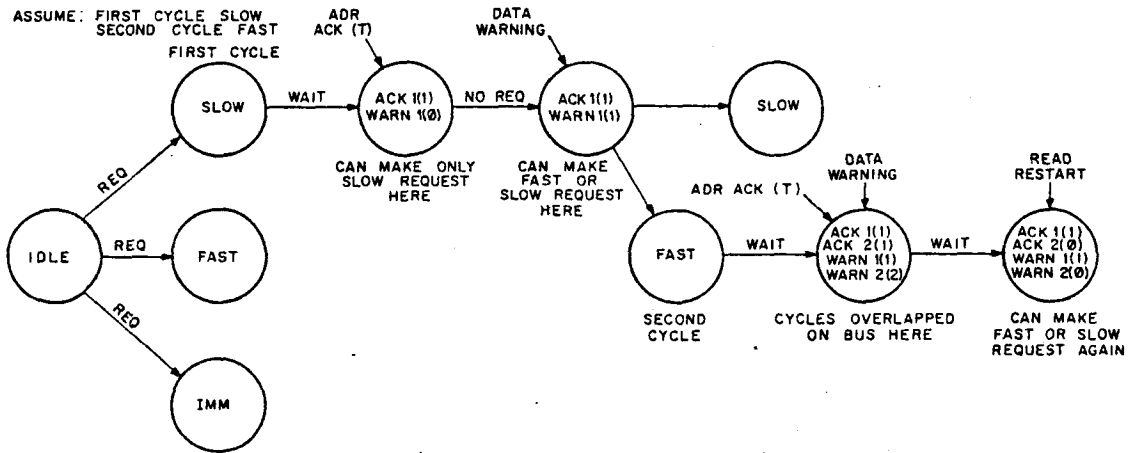 ASSUME: FIRST CYCLE SLOW
SECOND CYCLE FAST
FIRST CYCLE
ADR
ACK (T)
DATA
WARNING
SLOW
WAIT
ACK 1(1)
WARN 1(0)
NO REQ
ACK 1(1)
WARN 1(1)
SLOW
CAN MAKE ONLY
SLOW REQUEST
HERE
CAN MAKE
FAST OR
SLOW REQUEST
HERE
REQ
IDLE
REQ
FAST
REQ
IMM
FAST
SECOND
CYCLE
WAIT
ADR ACK (T)
DATA
WARNING
ACK 1(1)
ACK 2(1)
WARN 1(1)
WARN 2(2)
CYCLES OVERLAPPED
ON BUS HERE
WAIT
READ
RESTART
ACK 1(1)
ACK 2(0)
WARN 1(1)
WARN 2(0)
CAN MAKE
FAST OR SLOW
REQUEST AGAIN